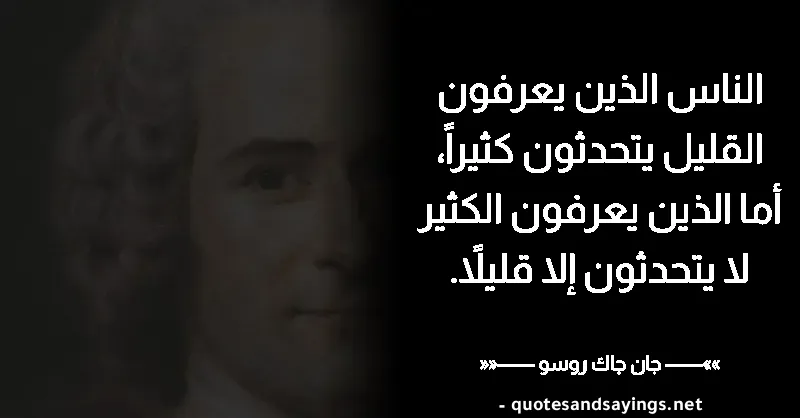 الناس الذين يعرفون
القليل يتحدثون كثيراً،
أما الذين يعرفون الكثير
لا يتحدثون إلا قليلًا.
»»—— جان جاك روسو ——««
- quotesandsayings.net